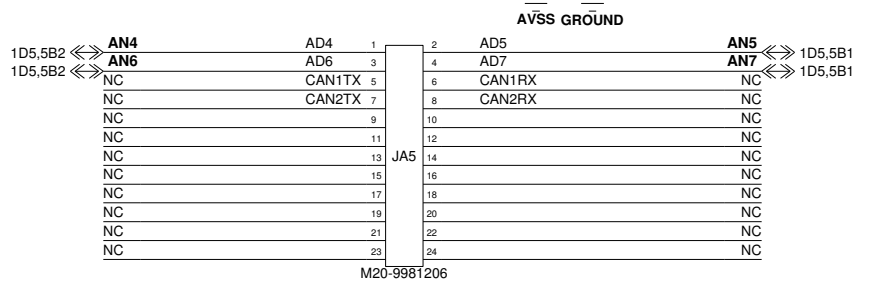 AVSS GROUND
AN4 AD4 1 2 AD5 AN5
1D5,5B2 1D5,5B1
AN6 AD6 3 4 AD7 AN7
1D5,5B2 1D5,5B1
NC CAN1TX 5 6 CAN1RX NC
NC CAN2TX 7 8 CAN2RX NC
NC 9 10 NC
NC 11 12 NC
NC 13 JA5 14 NC
NC 15 16 NC
NC 17 18 NC
NC 19 20 NC
NC 21 22 NC
NC 23 24 NC
M20-9981206